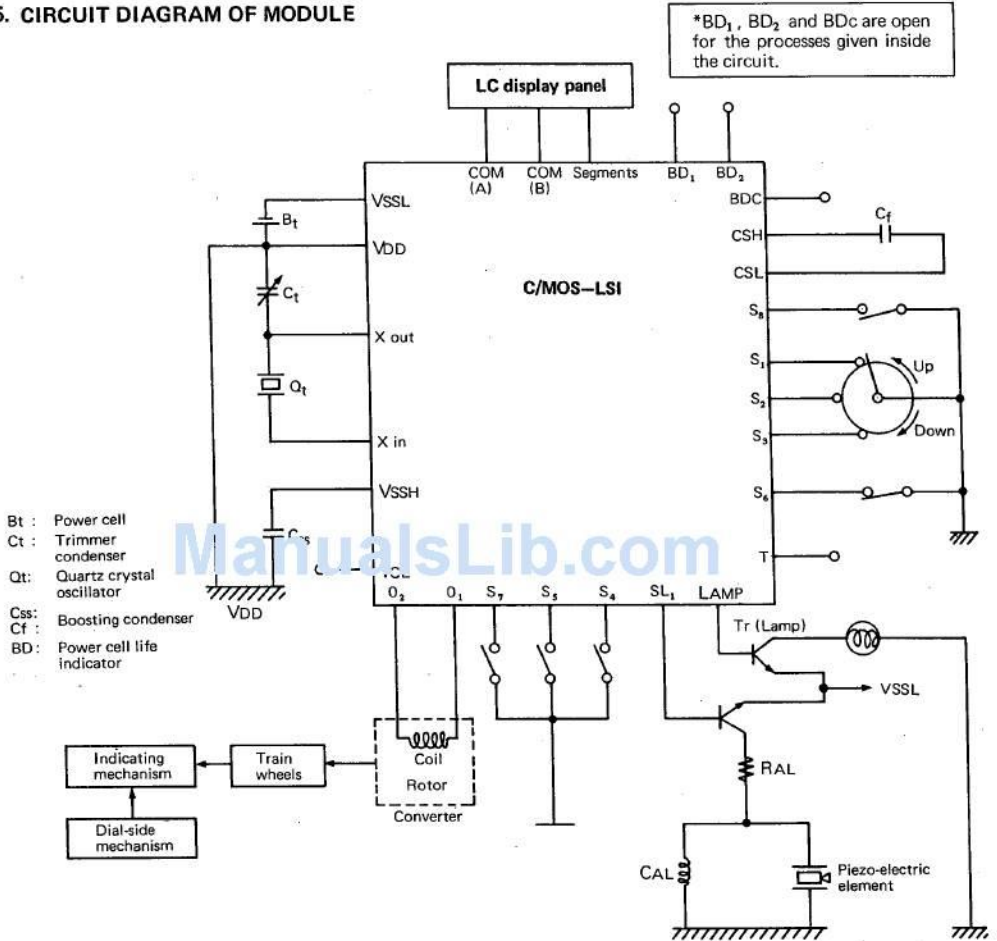 5. CIRCUIT DIAGRAM OF MODULE
*BD₁, BD₂ and BDc are open
for the processes given inside
the circuit.
LC display panel
COM
(A)
COM
(B)
Segments
BD₁
BD₂
VSSL
Bt
VDD
Ct
X out
Qt
X in
VSSH
Css
C/MOS–LSI
BDC
CSH
Cf
CSL
S₈
S₁
Up
S₂
S₃
Down
S₆
T
Bt : Power cell
Ct : Trimmer
condenser
Qt: Quartz crystal
oscillator
Css:
Cf : Boosting condenser
BD: Power cell life
indicator
ManualsLib.com
VDD
O₂
O₁
S₇
S₅
S₄
SL₁
LAMP
Tr (Lamp)
VSSL
RAL
Coil
Rotor
Converter
Train
wheels
Indicating
mechanism
Dial-side
mechanism
CAL
Piezo-electric
element